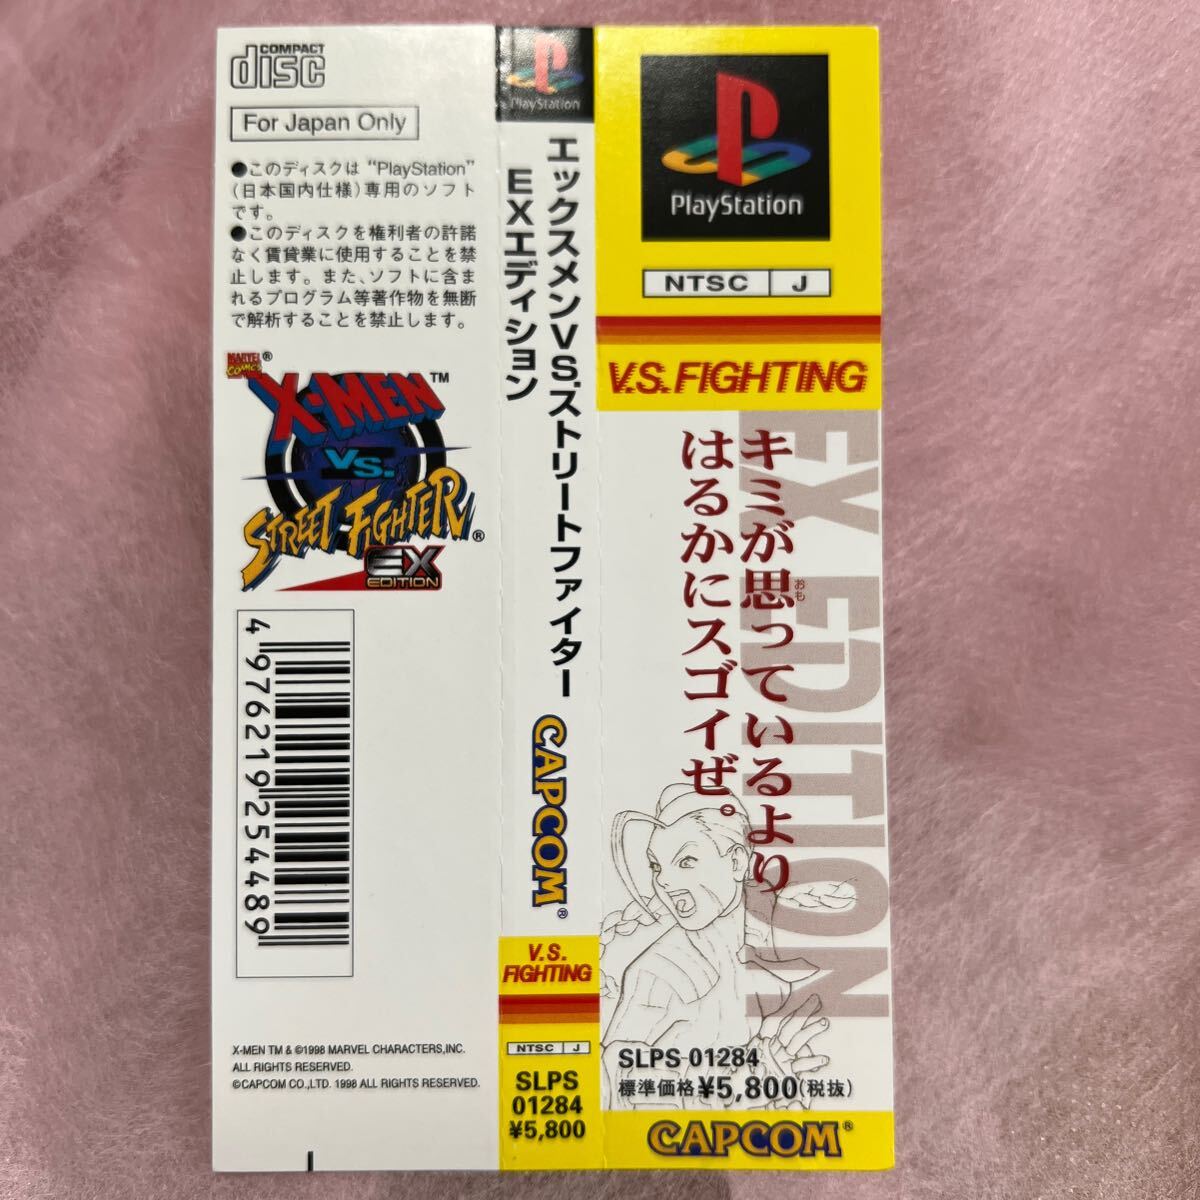 COMPACT
disc
For Japan Only
●このディスクは“PlayStation”
(日本国内仕様)専用のソフト
です。
●このディスクを権利者の許諾
なく賃貸業に使用することを禁
止します。また、ソフトに含ま
れるプログラム等著作物を無断
で解析することを禁止します。
MARVEL
COMICS
®
X-MEN™
VS.
STREET FIGHTER®
EX
EDITION
4976219254489
X-MEN TM & ©1998 MARVEL CHARACTERS,INC.
ALL RIGHTS RESERVED.
©CAPCOM CO.,LTD. 1998 ALL RIGHTS RESERVED.
PlayStation
エックスメンVS.ストリートファイター
EXエディション
CAPCOM®
V.S.
FIGHTING
NTSC J
SLPS
01284
¥5,800
PlayStation
NTSC J
V.S.FIGHTING
EX EDITION
キミが思っているより
おも
はるかにスゴイぜ。
SLPS-01284
標準価格¥5,800(税抜)
CAPCOM®